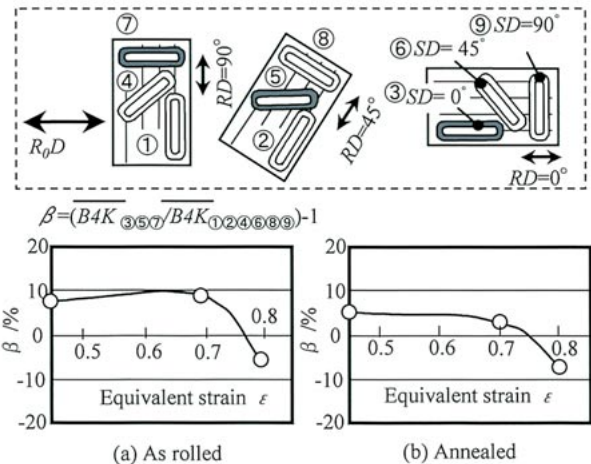 ⑦
④
①
R₀D
RD=90°
⑧
⑤
②
RD=45°
⑨SD=90°
⑥SD= 45°
③SD= 0°
RD=0°
β=(B4K③⑤⑦/B4K①②④⑥⑧⑨)-1
20
10
0
-10
-20
β /%
0.5
0.6
0.7
0.8
Equivalent strain ε
(a) As rolled
20
10
0
-10
-20
β /%
0.5
0.6
0.7
0.8
Equivalent strain ε
(b) Annealed